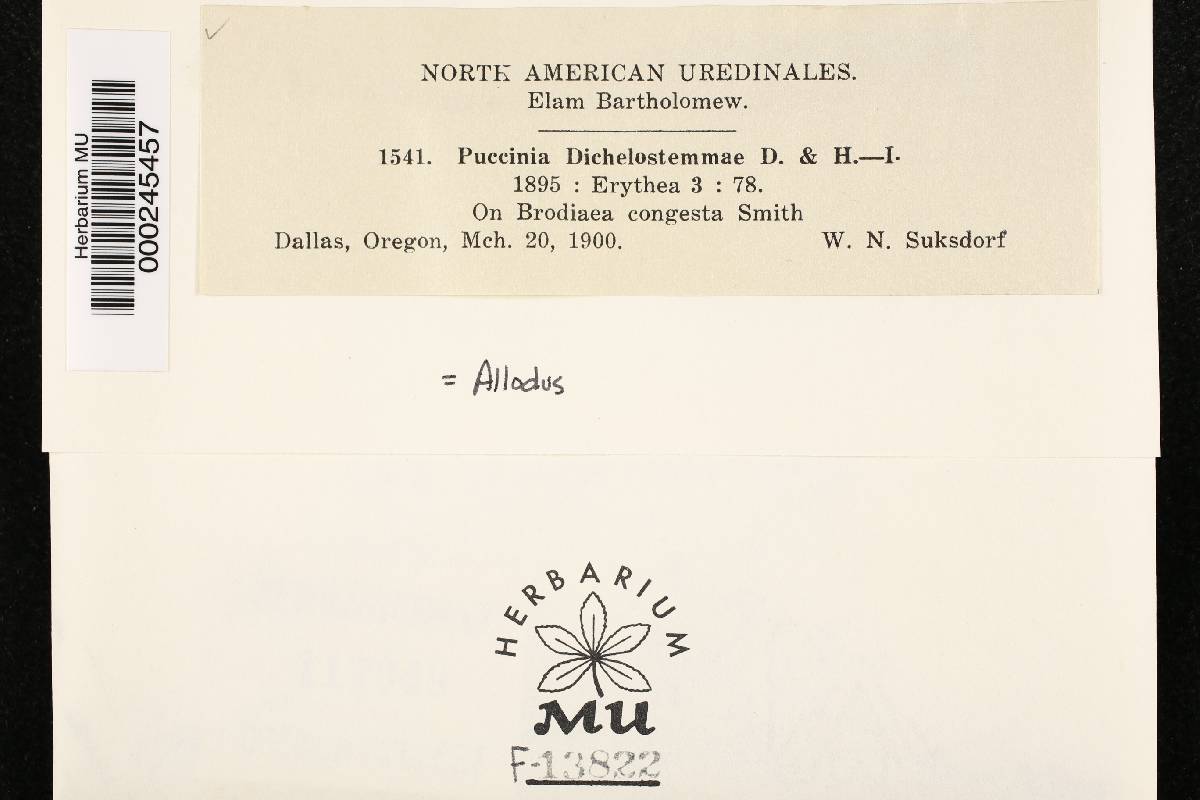 NORTH AMERICAN UREDINALES.
Elam Bartholomew.
1541. Puccinia Dichelostemmae D. & H.—I.
1895 : Erythea 3 : 78.
On Brodiaea congesta Smith
Dallas, Oregon, Mch. 20, 1900. W. N. Suksdorf
Herbarium MU
000245457
= Allodus
HERBARIUM
MU
F-13822